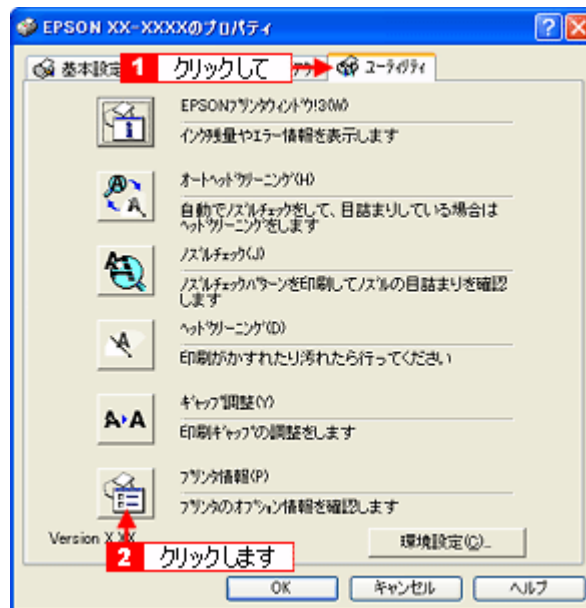 EPSON XX-XXXXのプロパティ
基本設定
1 クリックして
ユーティリティ
EPSONプリンタウィンドウ!3(W)
インク残量やエラー情報を表示します
オートヘッドクリーニング(H)
自動でノズルチェックをして、目詰まりしている場合は
ヘッドクリーニングをします
ノズルチェック(J)
ノズルチェックパターンを印刷してノズルの目詰まりを確認
します
ヘッドクリーニング(D)
印刷がかすれたり汚れたら行ってください
ギャップ調整(Y)
印刷ギャップの調整をします
プリンタ情報(P)
プリンタのオプション情報を確認します
Version X.XX
環境設定(C)...
2 クリックします
OK
キャンセル
ヘルプ